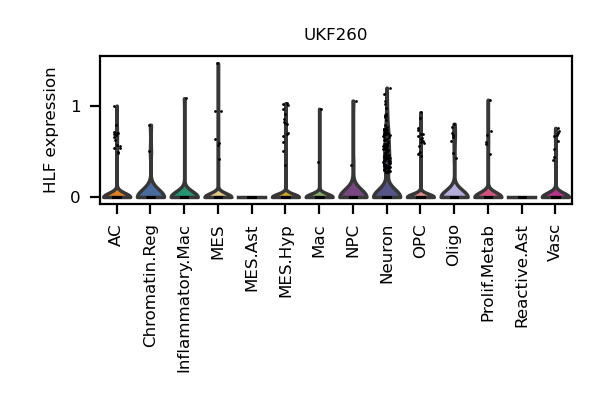 UKF260
HLF expression
1
0
AC
Chromatin.Reg
Inflammatory.Mac
MES
MES.Ast
MES.Hyp
Mac
NPC
Neuron
OPC
Oligo
Prolif.Metab
Reactive.Ast
Vasc